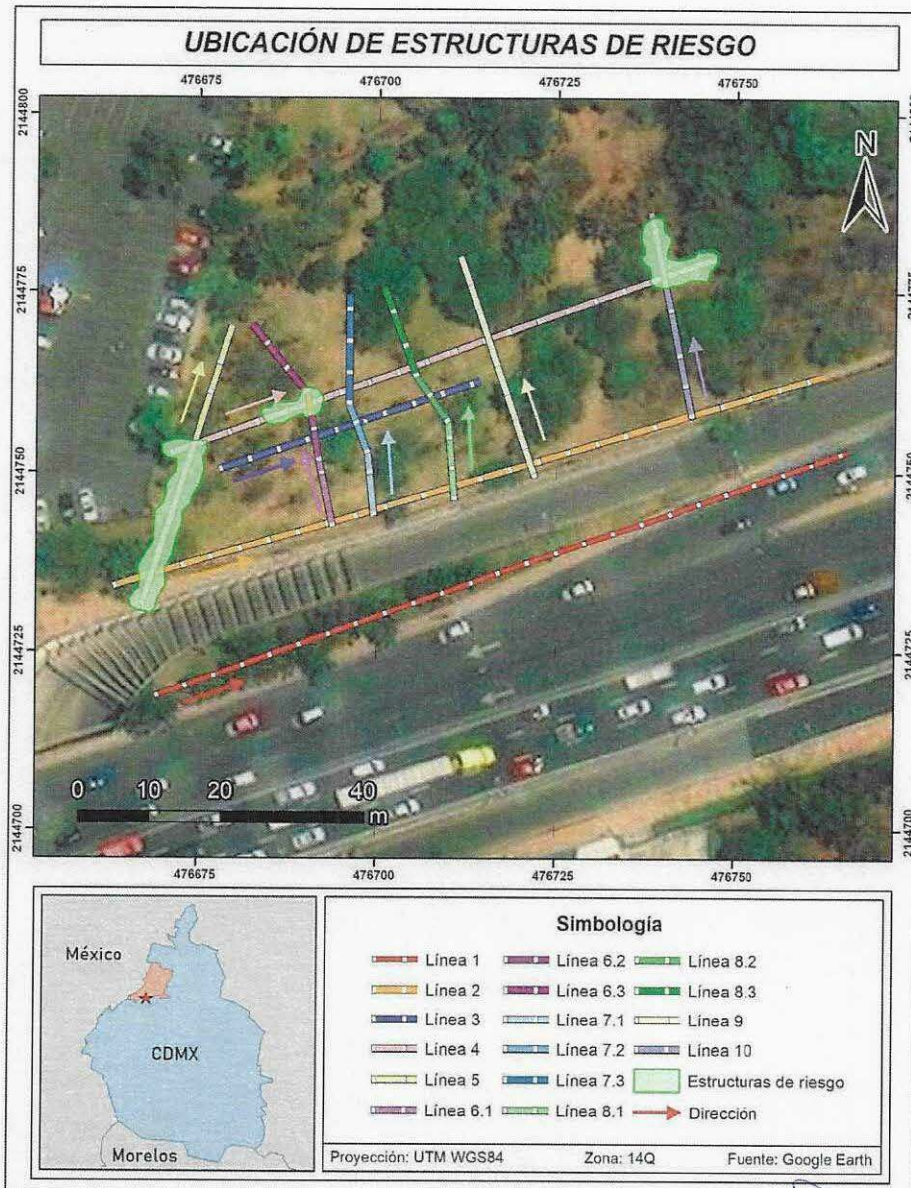 UBICACIÓN DE ESTRUCTURAS DE RIESGO
476675 476700 476725 476750
2144800
2144775 2144775
2144750 2144750
2144725 2144725
2144700 2144700
N
0 10 20 40
m
476675 476700 476725 476750
México
CDMX
Morelos
Simbología
Línea 1 Línea 6.2 Línea 8.2
Línea 2 Línea 6.3 Línea 8.3
Línea 3 Línea 7.1 Línea 9
Línea 4 Línea 7.2 Línea 10
Línea 5 Línea 7.3 Estructuras de riesgo
Línea 6.1 Línea 8.1 Dirección
Proyección: UTM WGS84 Zona: 14Q Fuente: Google Earth